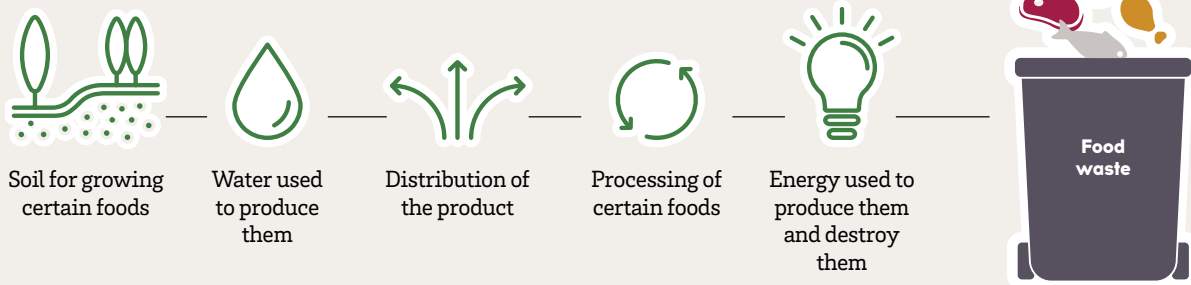 Soil for growing
certain foods
Water used
to produce
them
Distribution of
the product
Processing of
certain foods
Energy used to
produce them
and destroy
them
Food
waste